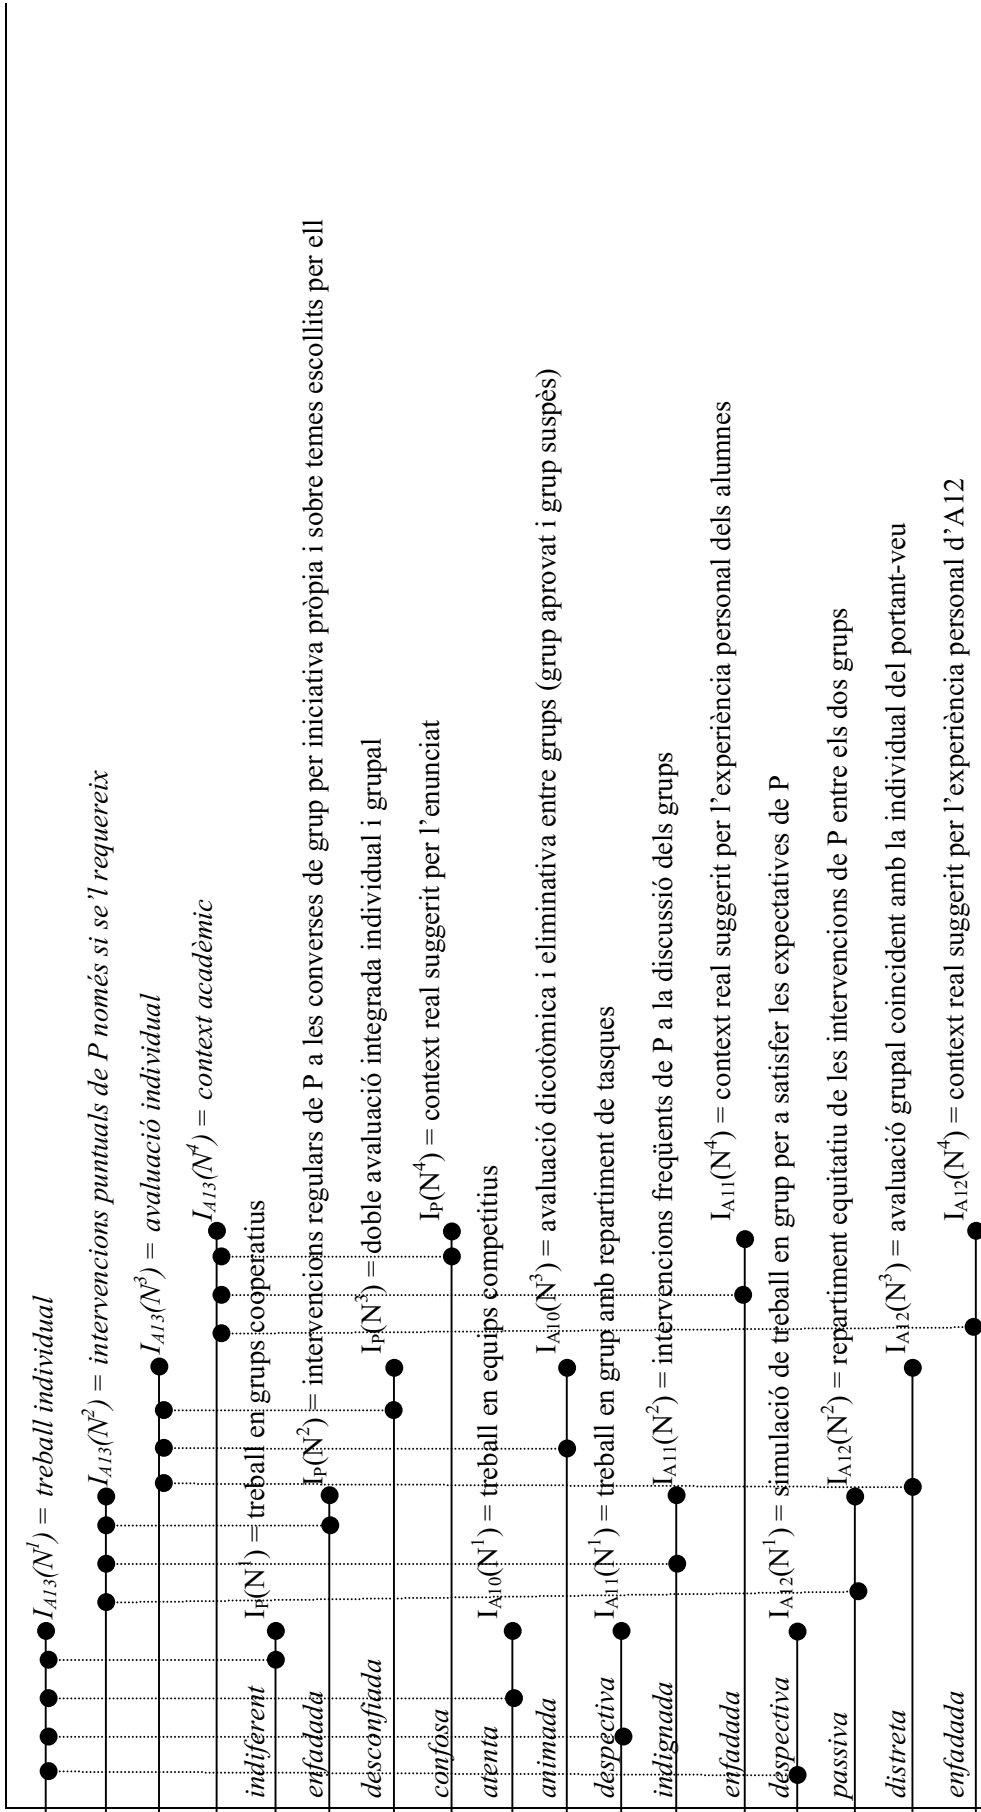 I_A13(N^1) = treball individual
I_A13(N^2) = intervencions puntuals de P només si se'l requereix
I_A13(N^3) = avaluació individual
I_A13(N^4) = context acadèmic
indiferent I_P(N^1) = treball en grups cooperatius
enfadada I_P(N^2) = intervencions regulars de P a les converses de grup per iniciativa pròpia i sobre temes escollits per ell
desconfiada I_P(N^3) = doble avaluació integrada individual i grupal
confosa I_P(N^4) = context real suggerit per l'enunciat
atenta I_A10(N^1) = treball en equips competitius
animada I_A10(N^3) = avaluació dicotòmica i eliminativa entre grups (grup aprovat i grup suspès)
despectiva I_A11(N^1) = treball en grup amb repartiment de tasques
indignada I_A11(N^2) = intervencions freqüents de P a la discussió dels grups
enfadada I_A11(N^4) = context real suggerit per l'experiència personal dels alumnes
despectiva I_A12(N^1) = simulació de treball en grup per a satisfer les expectatives de P
passiva I_A12(N^2) = repartiment equitatiu de les intervencions de P entre els dos grups
distreta I_A12(N^3) = avaluació grupal coincident amb la individual del portant-veu
enfadada I_A12(N^4) = context real suggerit per l'experiència personal d'A12